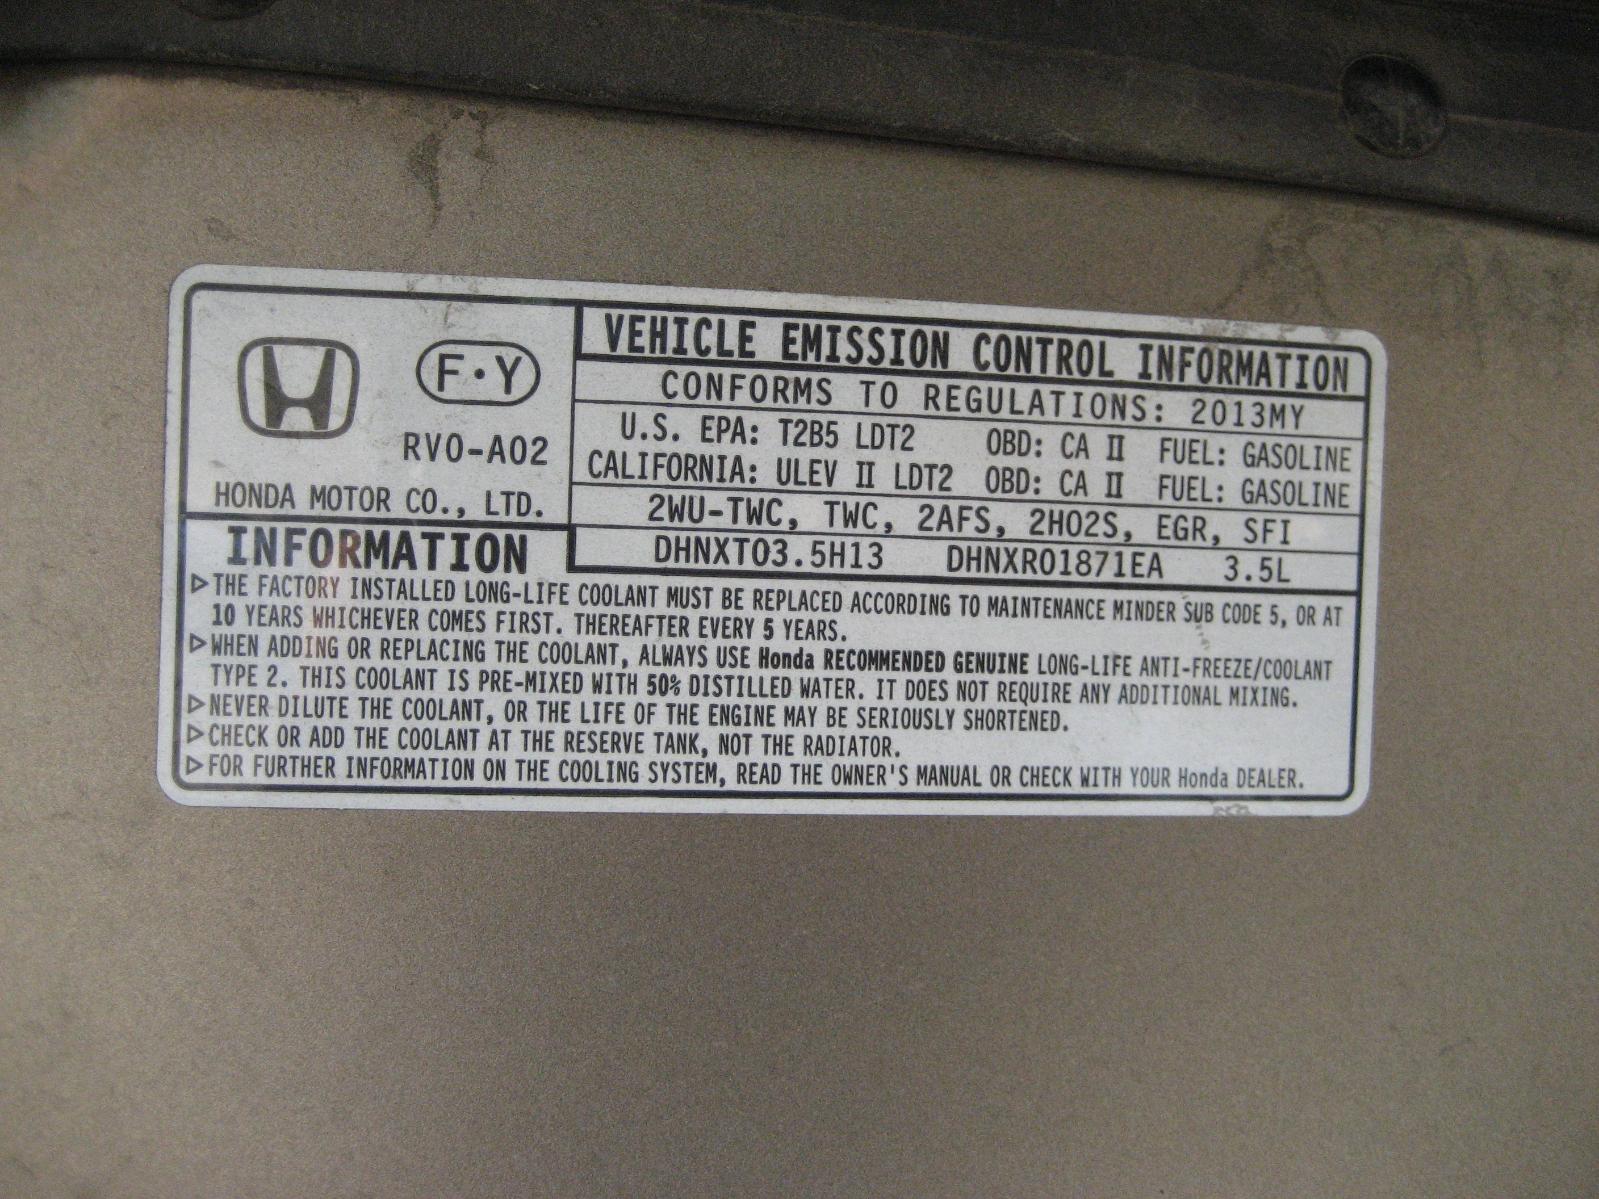 VEHICLE EMISSION CONTROL INFORMATION
F・Y
CONFORMS TO REGULATIONS: 2013MY
RV0-A02
U.S. EPA: T2B5 LDT2 OBD: CA II FUEL: GASOLINE
CALIFORNIA: ULEV II LDT2 OBD: CA II FUEL: GASOLINE
HONDA MOTOR CO., LTD.
2WU-TWC, TWC, 2AFS, 2HO2S, EGR, SFI
DHNXT03.5H13 DHNXR01871EA 3.5L
INFORMATION
▷THE FACTORY INSTALLED LONG-LIFE COOLANT MUST BE REPLACED ACCORDING TO MAINTENANCE MINDER SUB CODE 5, OR AT
10 YEARS WHICHEVER COMES FIRST. THEREAFTER EVERY 5 YEARS.
▷WHEN ADDING OR REPLACING THE COOLANT, ALWAYS USE Honda RECOMMENDED GENUINE LONG-LIFE ANTI-FREEZE/COOLANT
TYPE 2. THIS COOLANT IS PRE-MIXED WITH 50% DISTILLED WATER. IT DOES NOT REQUIRE ANY ADDITIONAL MIXING.
▷NEVER DILUTE THE COOLANT, OR THE LIFE OF THE ENGINE MAY BE SERIOUSLY SHORTENED.
▷CHECK OR ADD THE COOLANT AT THE RESERVE TANK, NOT THE RADIATOR.
▷FOR FURTHER INFORMATION ON THE COOLING SYSTEM, READ THE OWNER'S MANUAL OR CHECK WITH YOUR Honda DEALER.